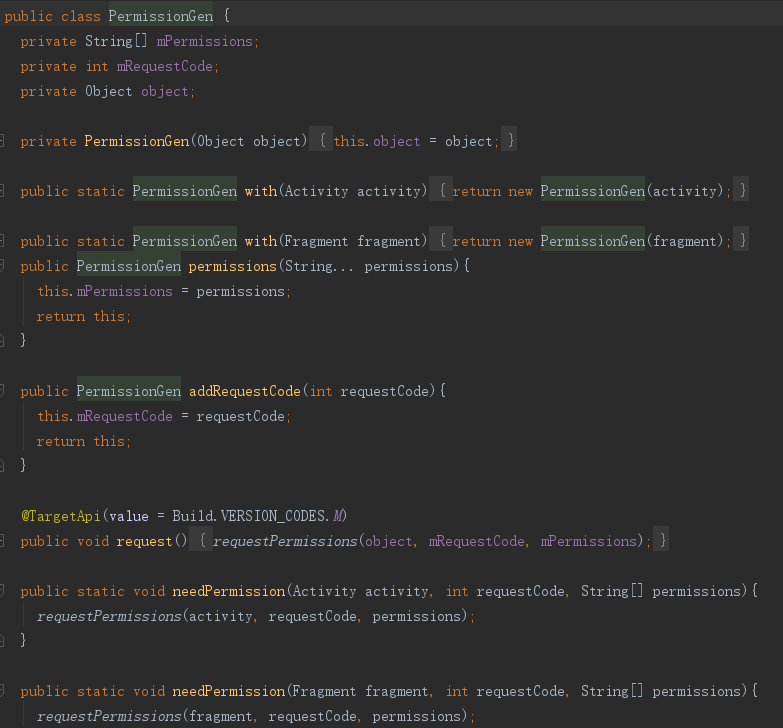 public class PermissionGen {
private String[] mPermissions;
private int mRequestCode;
private Object object;
private PermissionGen(Object object) { this.object = object; }
public static PermissionGen with(Activity activity) { return new PermissionGen(activity); }
public static PermissionGen with(Fragment fragment) { return new PermissionGen(fragment); }
public PermissionGen permissions(String... permissions){
this.mPermissions = permissions;
return this;
}
public PermissionGen addRequestCode(int requestCode){
this.mRequestCode = requestCode;
return this;
}
@TargetApi(value = Build.VERSION_CODES.M)
public void request() { requestPermissions(object, mRequestCode, mPermissions); }
public static void needPermission(Activity activity, int requestCode, String[] permissions){
requestPermissions(activity, requestCode, permissions);
}
public static void needPermission(Fragment fragment, int requestCode, String[] permissions){
requestPermissions(fragment, requestCode, permissions);